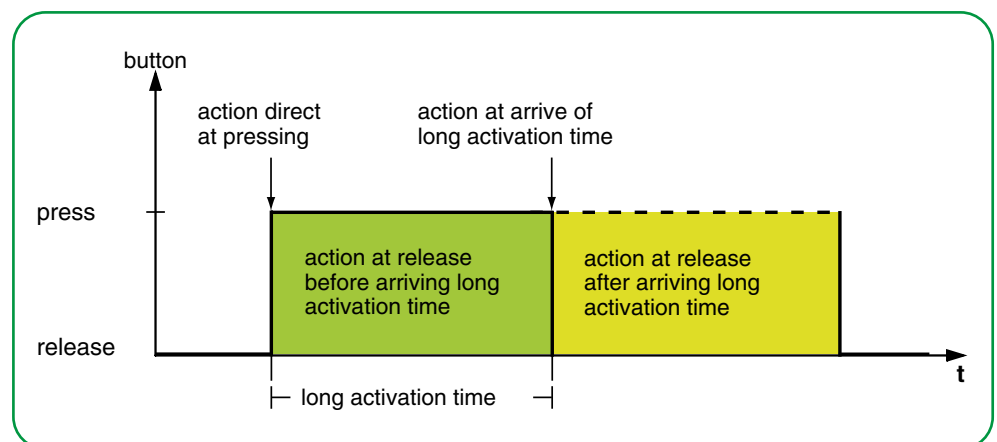 button
action direct
at pressing
action at arrive of
long activation time
press
action at release
before arriving long
activation time
action at release
after arriving long
activation time
release
t
long activation time